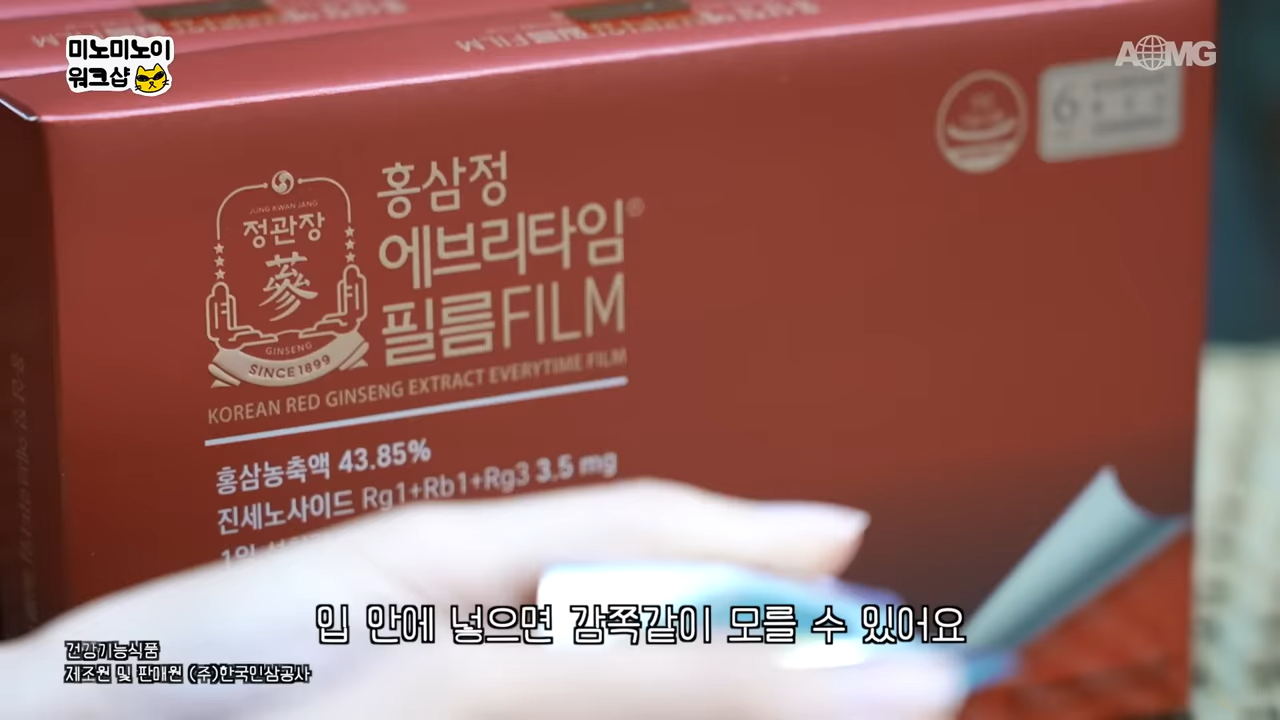 미노미노이
워크샵
AOMG
홍삼정
에브리타임®
필름FILM
JUNG KWAN JANG
정관장
蔘
GINSENG
SINCE 1899
KOREAN RED GINSENG EXTRACT EVERYTIME FILM
홍삼농축액 43.85%
진세노사이드 Rg1+Rb1+Rg3 3.5 mg
6
입 안에 넣으면 감쪽같이 모를 수 있어요
건강기능식품
제조원 및 판매원 (주)한국인삼공사